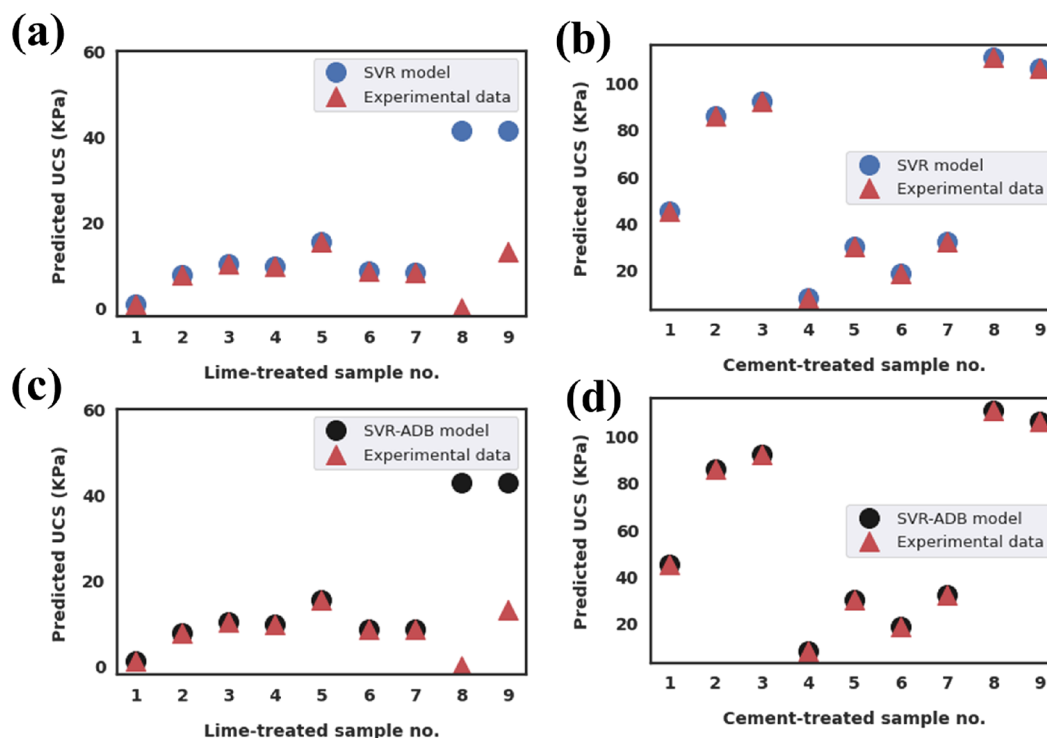 (a)
60
40
20
0
Predicted UCS (KPa)
SVR model
Experimental data
1 2 3 4 5 6 7 8 9
Lime-treated sample no.
(b)
100
80
60
40
20
Predicted UCS (KPa)
SVR model
Experimental data
1 2 3 4 5 6 7 8 9
Cement-treated sample no.
(c)
60
40
20
0
Predicted UCS (KPa)
SVR-ADB model
Experimental data
1 2 3 4 5 6 7 8 9
Lime-treated sample no.
(d)
100
80
60
40
20
Predicted UCS (KPa)
SVR-ADB model
Experimental data
1 2 3 4 5 6 7 8 9
Cement-treated sample no.